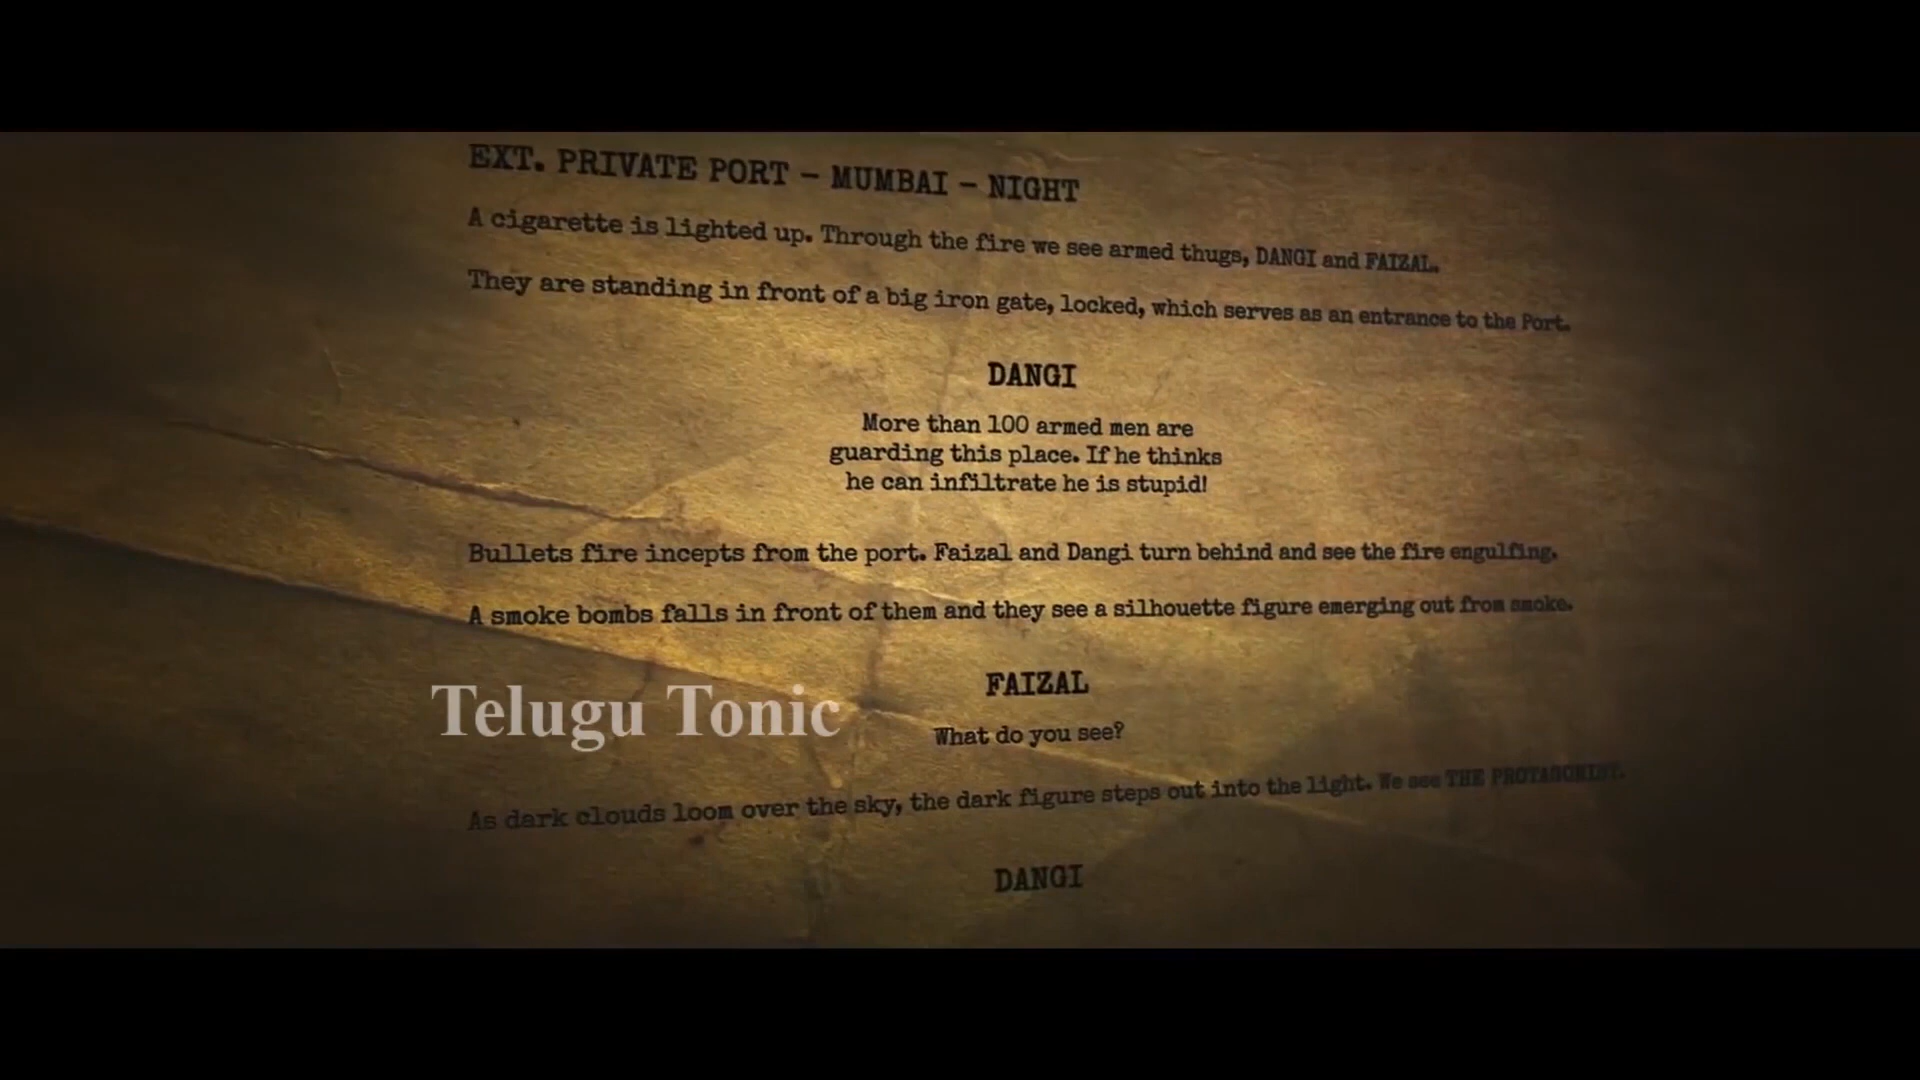 EXT. PRIVATE PORT - MUMBAI - NIGHT
A cigarette is lighted up. Through the fire we see armed thugs, DANGI and FAIZAL.
They are standing in front of a big iron gate, locked, which serves as an entrance to the Port.
DANGI
More than 100 armed men are
guarding this place. If he thinks
he can infiltrate he is stupid!
Bullets fire incepts from the port. Faizal and Dangi turn behind and see the fire engulfing.
A smoke bombs falls in front of them and they see a silhouette figure emerging out from smoke.
FAIZAL
Telugu Tonic
What do you see?
As dark clouds loom over the sky, the dark figure steps out into the light. We see THE PROTAGONIST.
DANGI